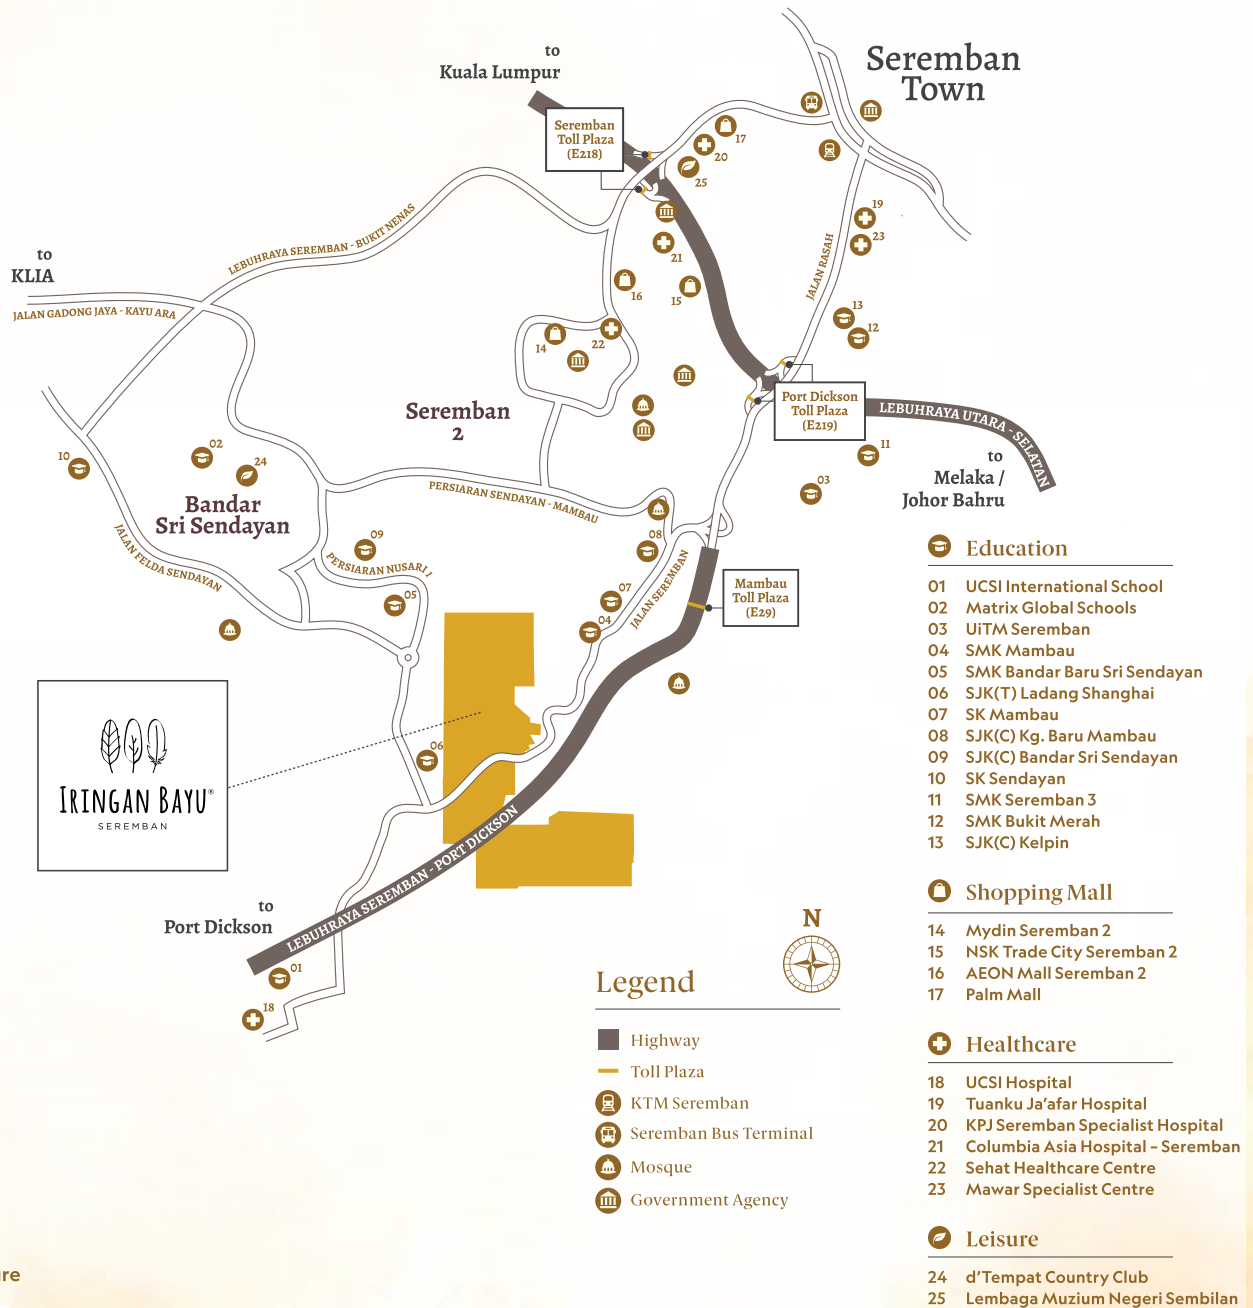 to
Kuala Lumpur
Seremban
Town
Seremban
Toll Plaza
(E218)
17
20
25
19
23
21
16
15
13
12
14
22
LEBUHRAYA SEREMBAN - BUKIT NENAS
JALAN RASAH
to
KLIA
JALAN GADONG JAYA - KAYU ARA
Port Dickson
Toll Plaza
(E219)
LEBUHRAYA UTARA - SELATAN
to
Melaka /
Johor Bahru
Seremban
2
11
03
10
02
24
Bandar
Sri Sendayan
PERSIARAN SENDAYAN - MAMBAU
JALAN FELDA SENDAYAN
09
PERSIARAN NUSARI 1
05
08
07
04
JALAN SEREMBAN
Mambau
Toll Plaza
(E29)
06
IRINGAN BAYU®
SEREMBAN
LEBUHRAYA SEREMBAN - PORT DICKSON
to
Port Dickson
01
18
N
Legend
Highway
Toll Plaza
KTM Seremban
Seremban Bus Terminal
Mosque
Government Agency
Education
01 UCSI International School
02 Matrix Global Schools
03 UiTM Seremban
04 SMK Mambau
05 SMK Bandar Baru Sri Sendayan
06 SJK(T) Ladang Shanghai
07 SK Mambau
08 SJK(C) Kg. Baru Mambau
09 SJK(C) Bandar Sri Sendayan
10 SK Sendayan
11 SMK Seremban 3
12 SMK Bukit Merah
13 SJK(C) Kelpin
Shopping Mall
14 Mydin Seremban 2
15 NSK Trade City Seremban 2
16 AEON Mall Seremban 2
17 Palm Mall
Healthcare
18 UCSI Hospital
19 Tuanku Ja'afar Hospital
20 KPJ Seremban Specialist Hospital
21 Columbia Asia Hospital – Seremban
22 Sehat Healthcare Centre
23 Mawar Specialist Centre
Leisure
24 d'Tempat Country Club
25 Lembaga Muzium Negeri Sembilan